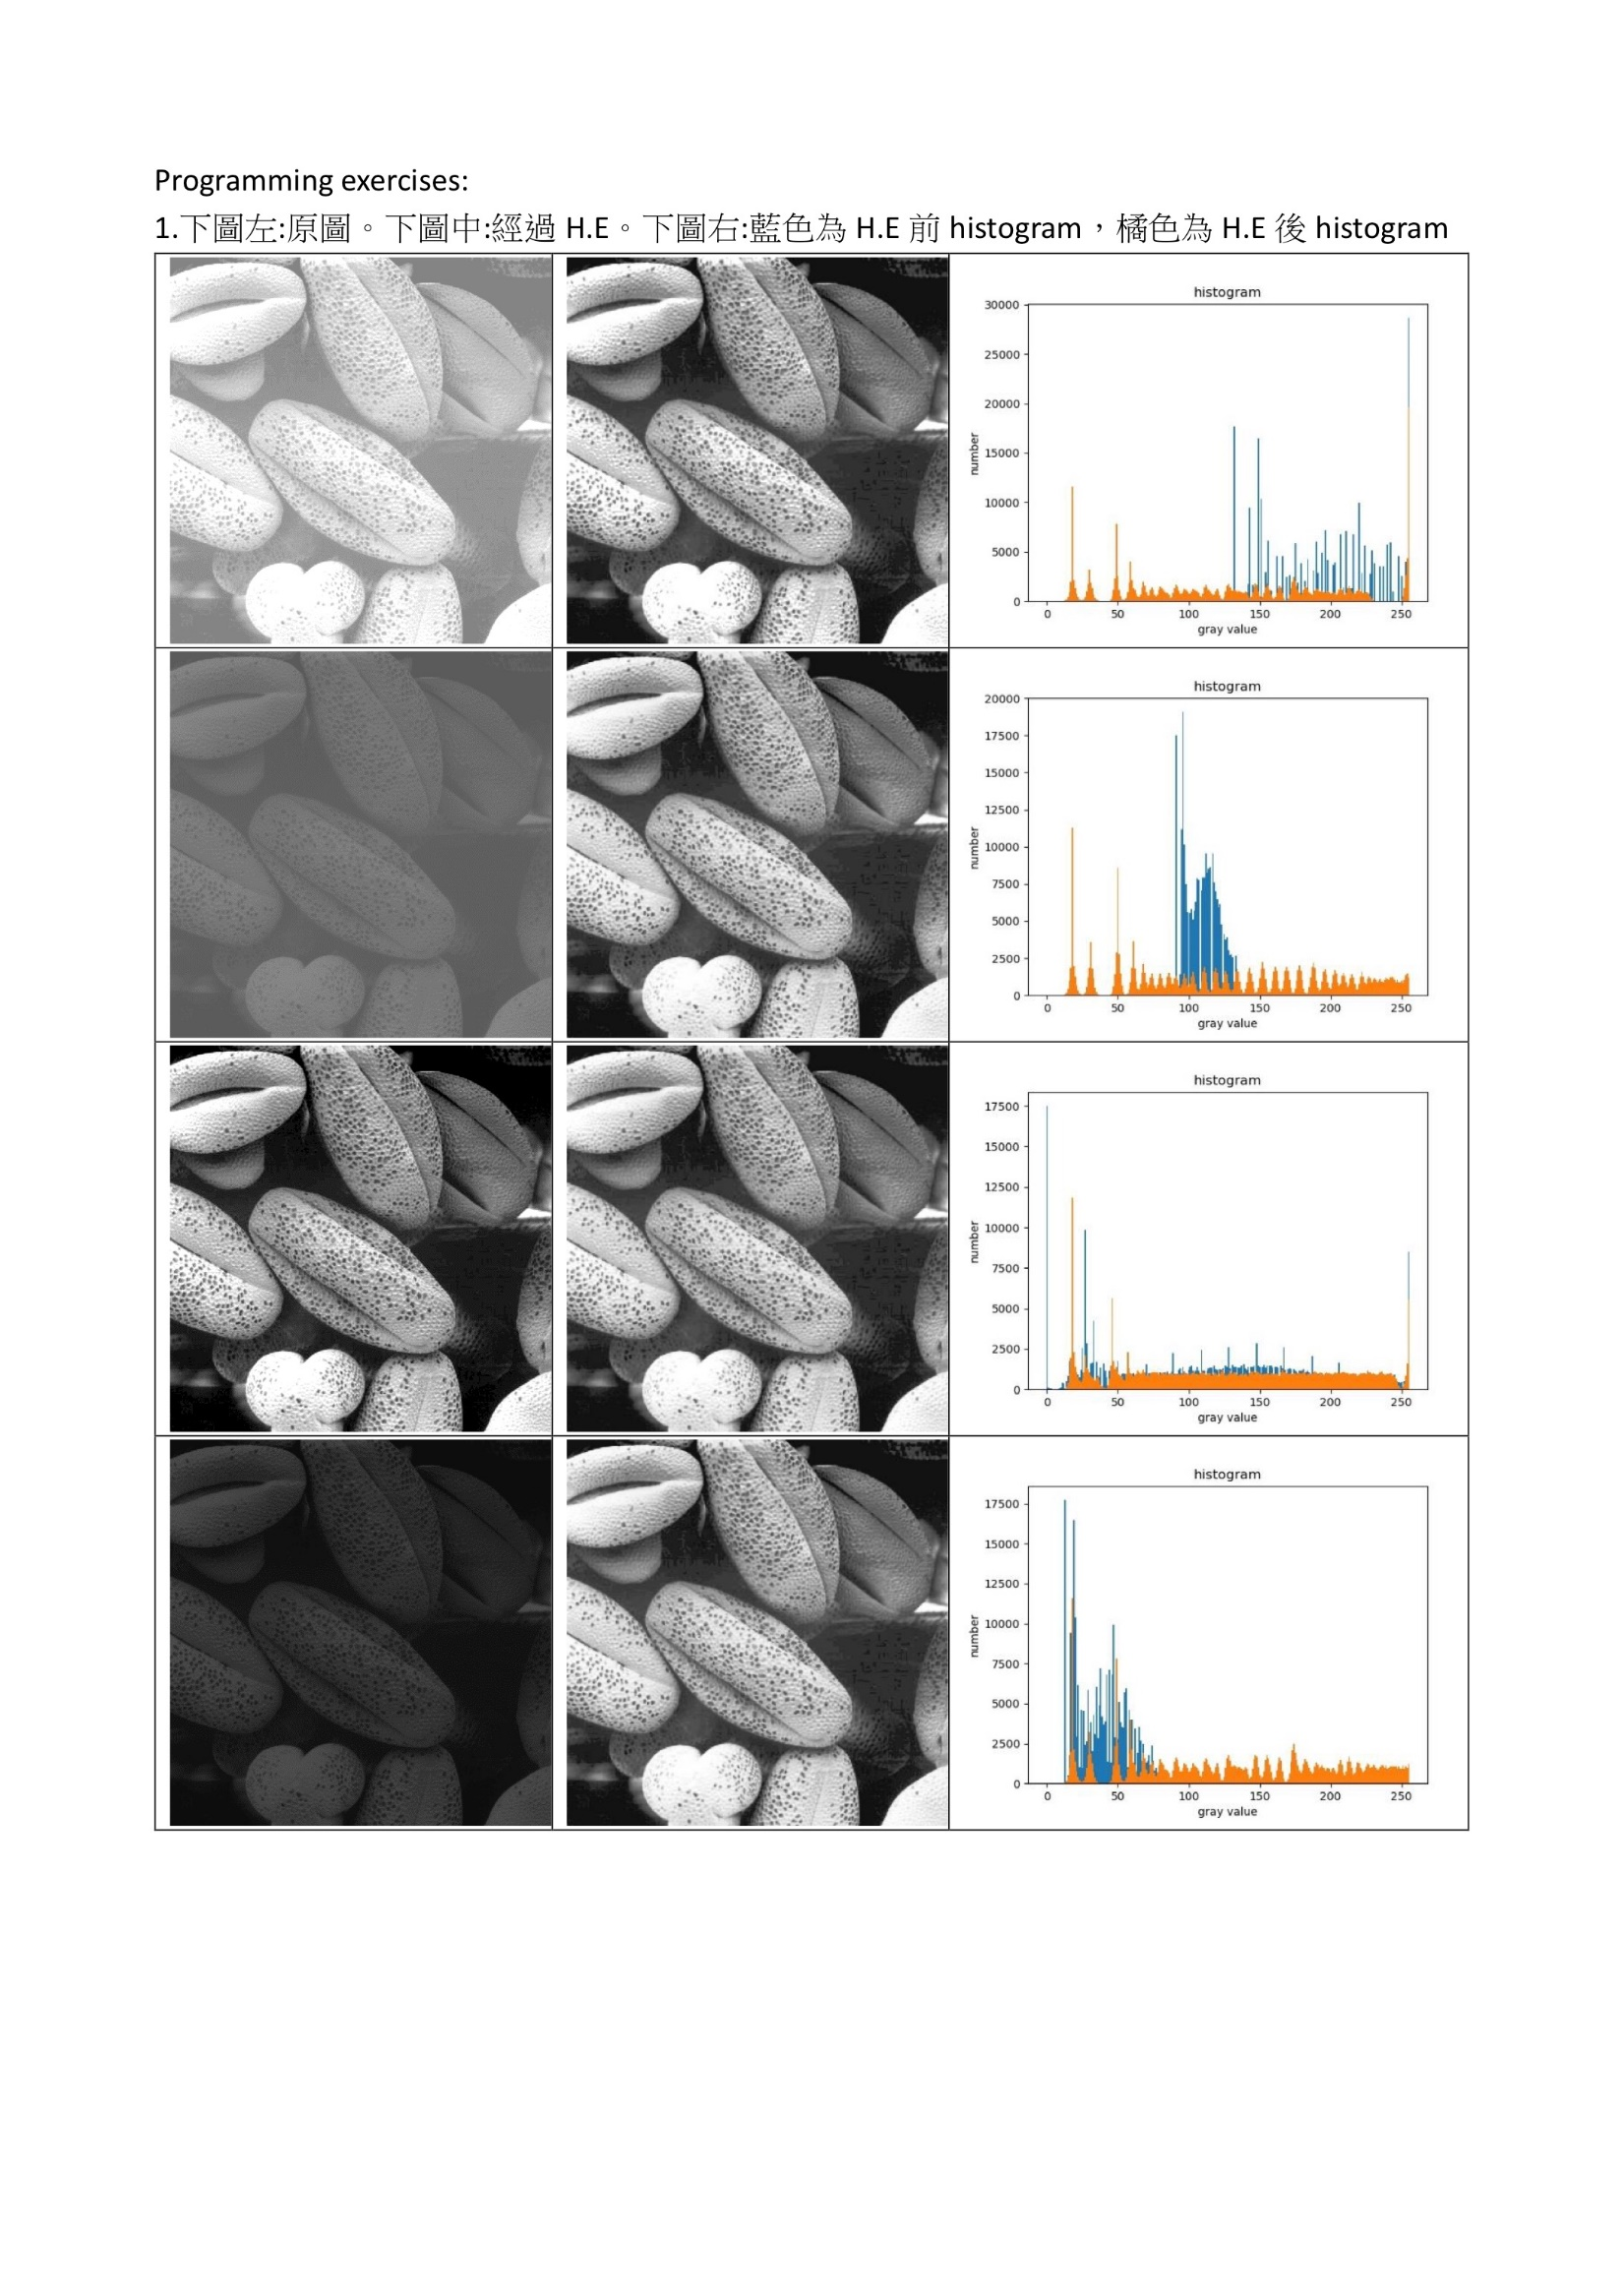 Programming exercises:
1.下圖左:原圖。下圖中:經過 H.E。下圖右:藍色為 H.E 前 histogram，橘色為 H.E 後 histogram
histogram
30000
25000
20000
15000
10000
5000
0
number
0 50 100 150 200 250
gray value
histogram
20000
17500
15000
12500
10000
7500
5000
2500
0
number
0 50 100 150 200 250
gray value
histogram
17500
15000
12500
10000
7500
5000
2500
0
number
0 50 100 150 200 250
gray value
histogram
17500
15000
12500
10000
7500
5000
2500
0
number
0 50 100 150 200 250
gray value